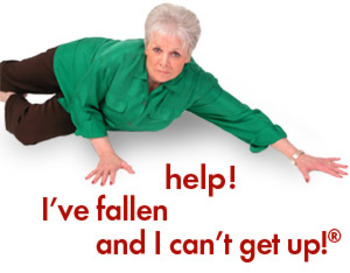 help!
I've fallen
and I can't get up!®